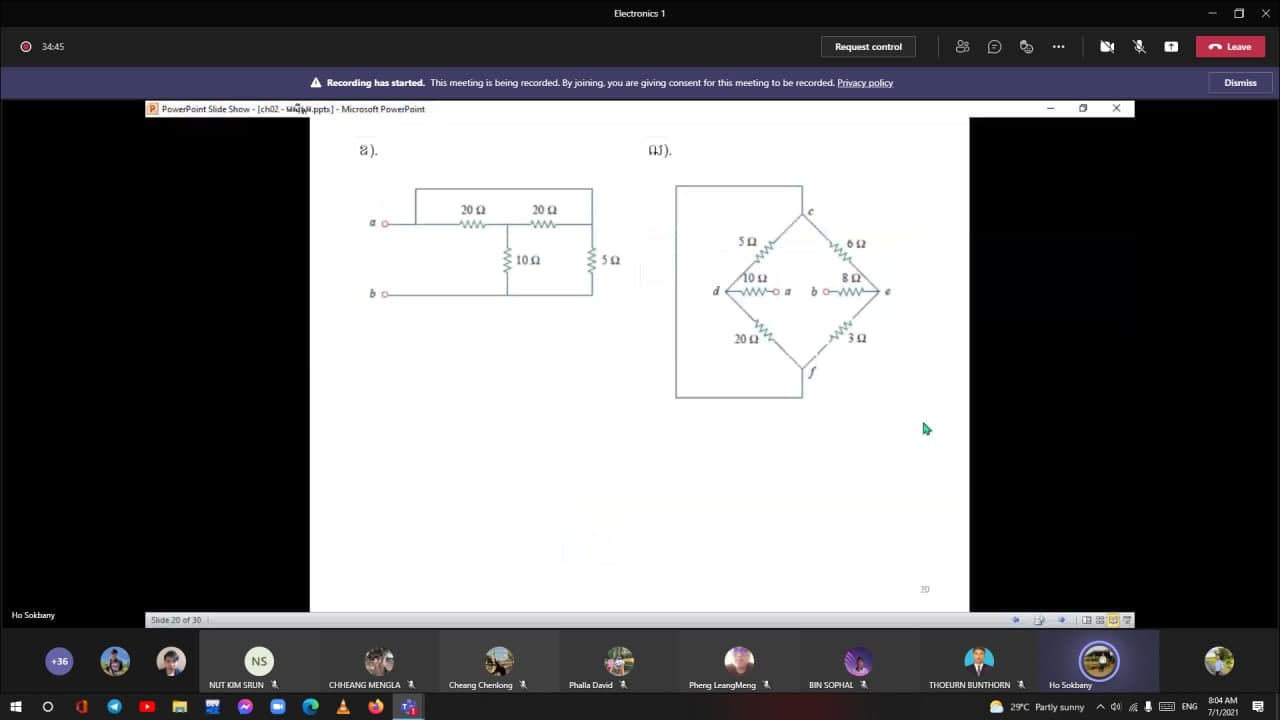 Electronics 1
34:45
Request control
Leave
Recording has started. This meeting is being recorded. By joining, you are giving consent for this meeting to be recorded. Privacy policy
Dismiss
PowerPoint Slide Show - [ch02 - .pptx] - Microsoft PowerPoint
ឌ).
ណ).
20 Ω
20 Ω
a
10 Ω
5 Ω
b
c
5 Ω
6 Ω
10 Ω
8 Ω
d
a
b
e
20 Ω
3 Ω
f
20
Ho Sokbany
Slide 20 of 30
+36
NS
NUT KIM SRUN
CHHEANG MENGLA
Cheang Chenlong
Phalla David
Pheng LeangMeng
BIN SOPHAL
THOEURN BUNTHORN
Ho Sokbany
29°C Partly sunny
ENG
8:04 AM
7/1/2021